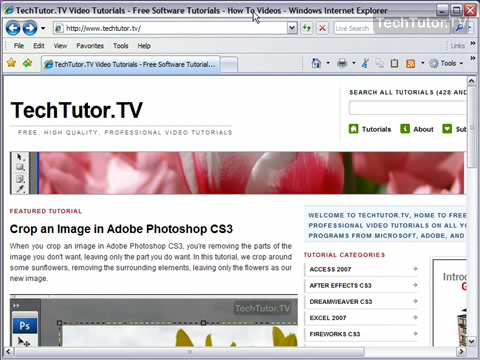 TechTutor.TV Video Tutorials - Free Software Tutorials - How To Videos - Windows Internet Explorer
TechTutor.TV
http://www.techtutor.tv/
Live Search
File Edit View Favorites Tools Help
Links
TechTutor.TV Video Tutorials - Free Software Tutorial...
Tools
TechTutor.TV
FREE, HIGH QUALITY, PROFESSIONAL VIDEO TUTORIALS
SEARCH ALL TUTORIALS (428 AND
Tutorials About Sub
FEATURED TUTORIAL
Crop an Image in Adobe Photoshop CS3
When you crop an image in Adobe Photoshop CS3, you're removing the parts of
the image you don't want, leaving only the part you do want. In this tutorial, we crop around
some sunflowers, removing the surrounding elements, leaving only the flowers as our
new image.
TechTutor.TV
Ps
WELCOME TO TECHTUTOR.TV, HOME TO FREE
PROFESSIONAL VIDEO TUTORIALS ON ALL
PROGRAMS FROM MICROSOFT, ADOBE, AND
TUTORIAL CATEGORIES
ACCESS 2007
AFTER EFFECTS CS3
DREAMWEAVER CS3
EXCEL 2007
FIREWORKS CS3
Introd